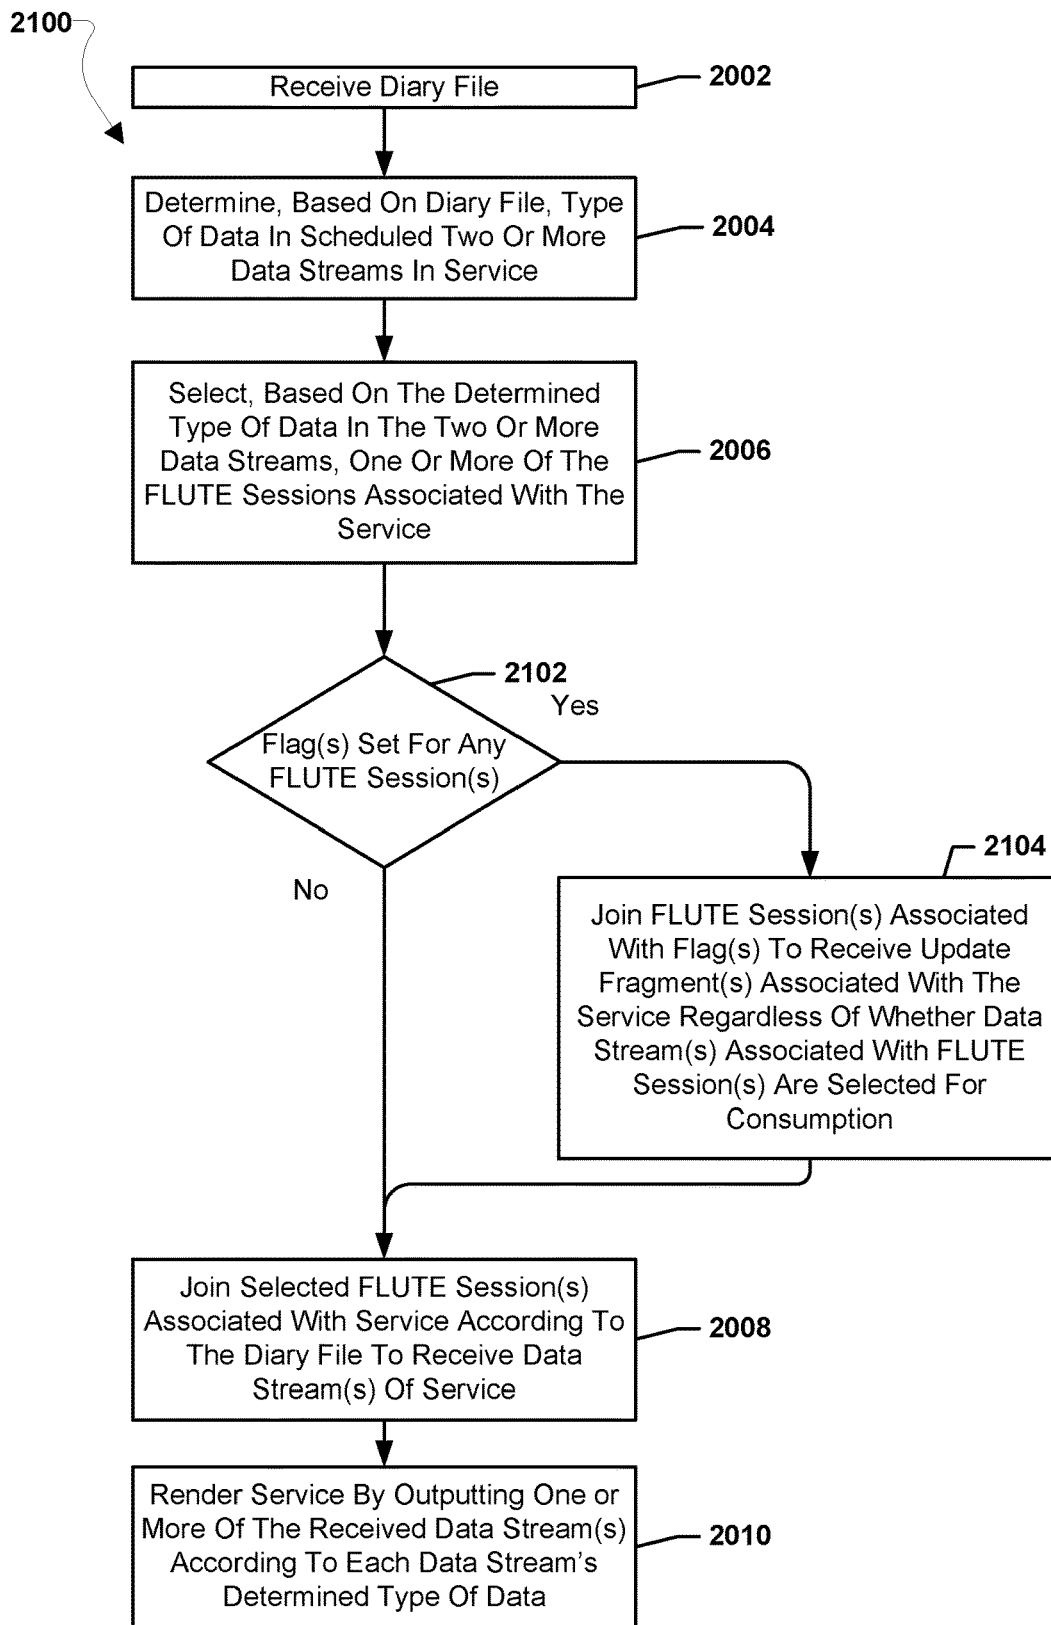 2100
Receive Diary File
2002
Determine, Based On Diary File, Type
Of Data In Scheduled Two Or More
Data Streams In Service
2004
Select, Based On The Determined
Type Of Data In The Two Or More
Data Streams, One Or More Of The
FLUTE Sessions Associated With The
Service
2006
2102
Yes
Flag(s) Set For Any
FLUTE Session(s)
No
2104
Join FLUTE Session(s) Associated
With Flag(s) To Receive Update
Fragment(s) Associated With The
Service Regardless Of Whether Data
Stream(s) Associated With FLUTE
Session(s) Are Selected For
Consumption
Join Selected FLUTE Session(s)
Associated With Service According To
The Diary File To Receive Data
Stream(s) Of Service
2008
Render Service By Outputting One or
More Of The Received Data Stream(s)
According To Each Data Stream's
Determined Type Of Data
2010